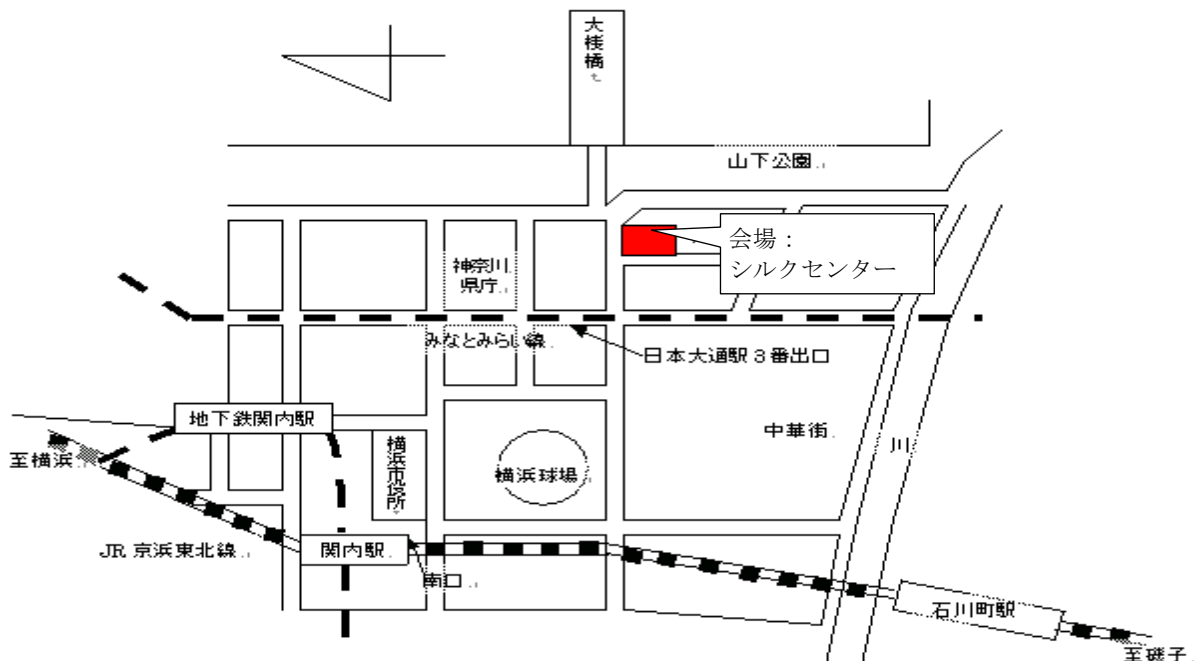 大桟橋
山下公園
会場：
シルクセンター
神奈川
県庁
みなとみらい線
日本大通駅３番出口
地下鉄関内駅
中華街
川
横浜市役所
横浜球場
至横浜
JR 京浜東北線
関内駅
南口
石川町駅
至磯子